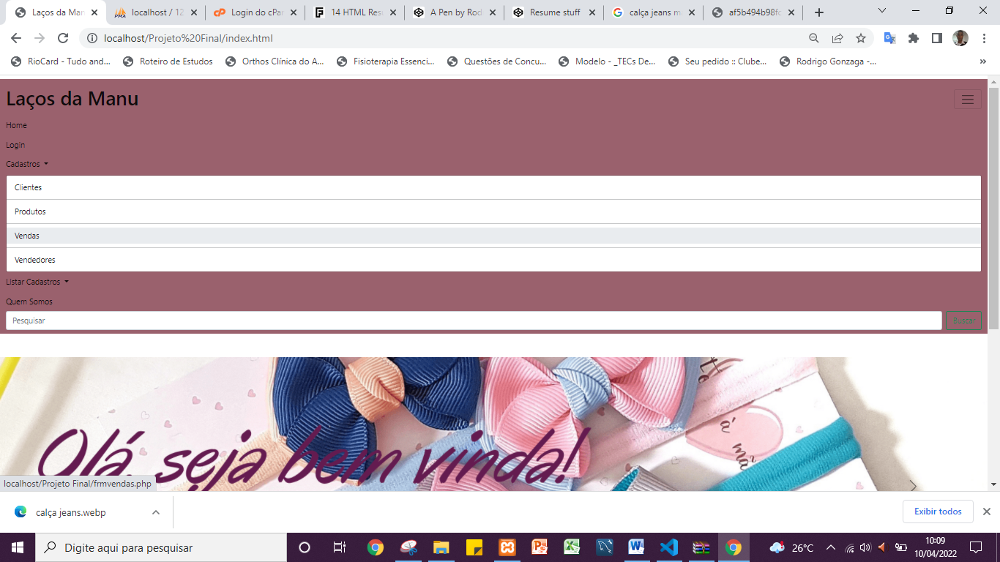 Laços da Man
localhost / 12
Login do cPar
14 HTML Res
A Pen by Rod
Resume stuff
calça jeans m
af5b494b98fc
localhost/Projeto%20Final/index.html
RioCard - Tudo and...
Roteiro de Estudos
Orthos Clínica do A...
Fisioterapia Essenci...
Questões de Concu...
Modelo - _TECs De...
Seu pedido :: Clube...
Rodrigo Gonzaga -...
»
Laços da Manu
Home
Login
Cadastros
Clientes
Produtos
Vendas
Vendedores
Listar Cadastros
Quem Somos
Pesquisar
Buscar
Olá seja bem vinda!
á
localhost/Projeto Final/frmvendas.php
calça jeans.webp
Exibir todos
Digite aqui para pesquisar
26°C
10:09
10/04/2022